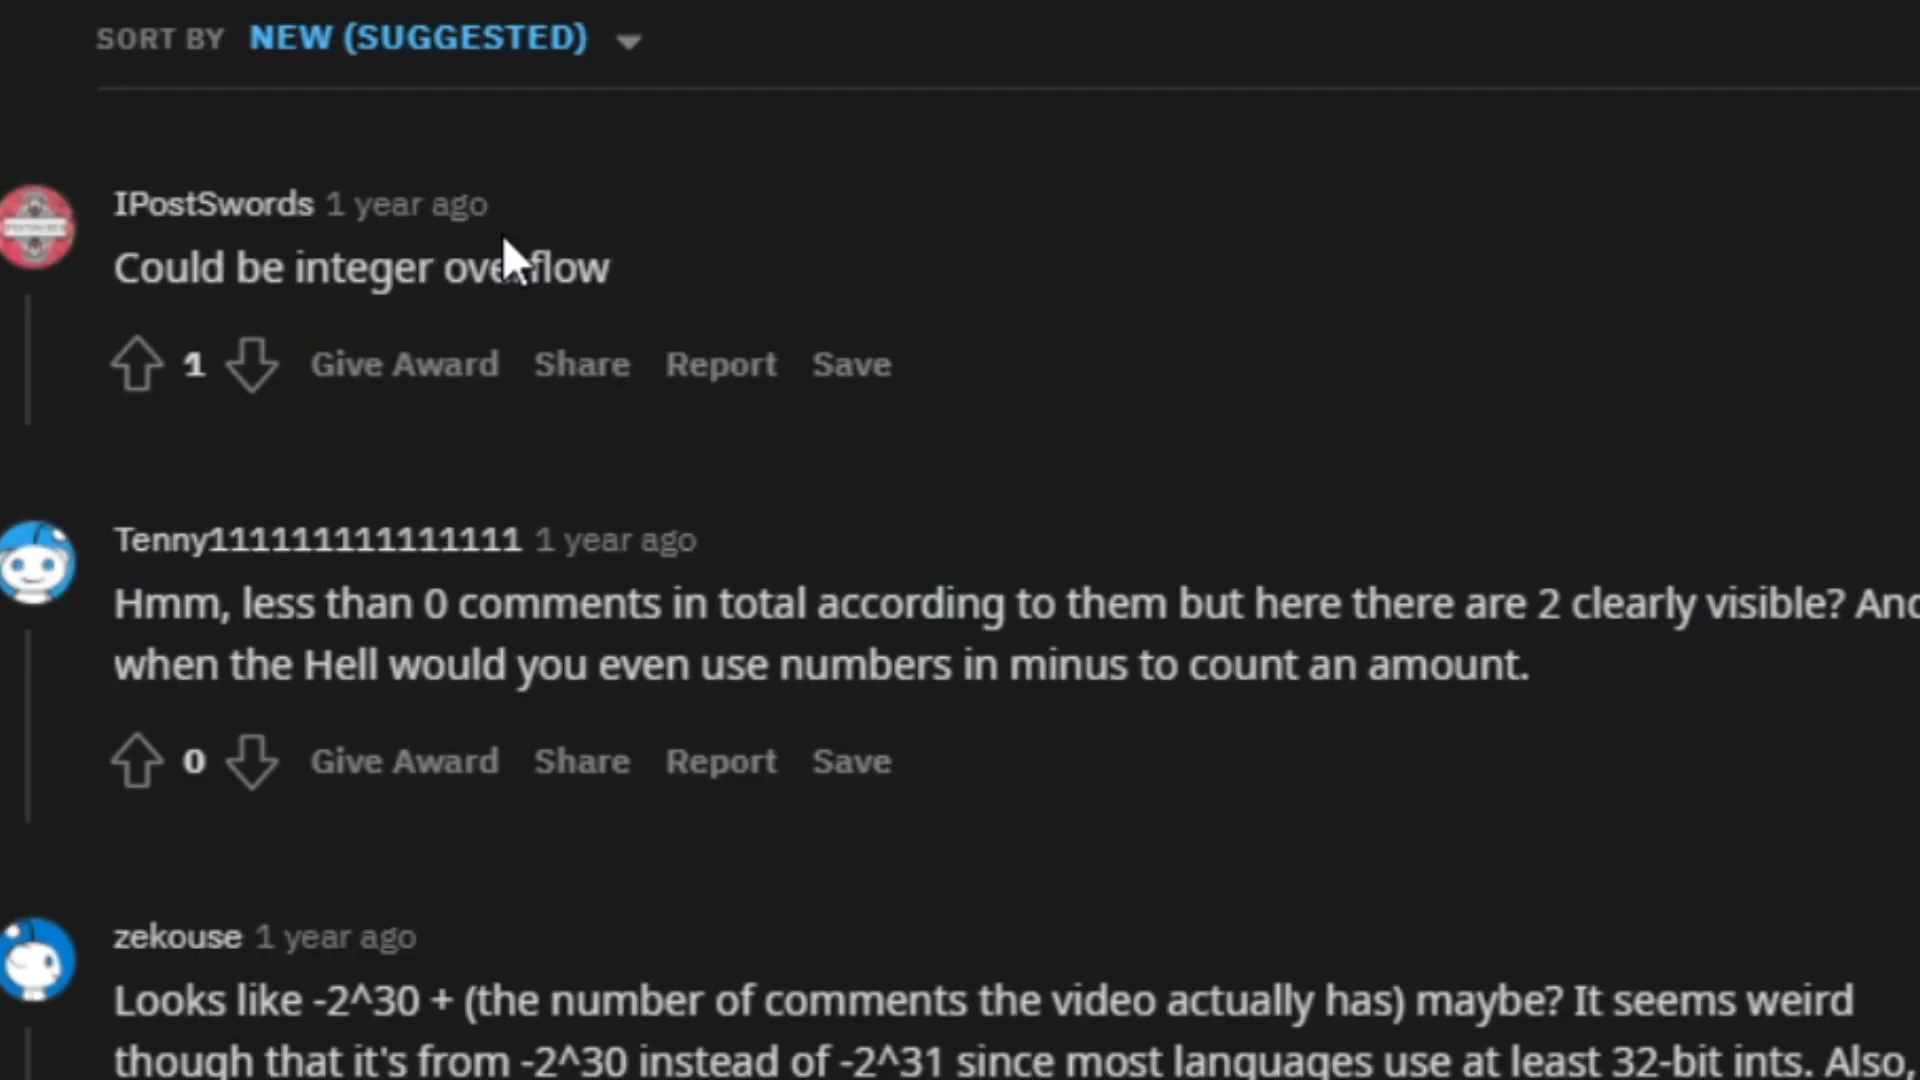 SORT BY NEW (SUGGESTED)
IPostSwords 1 year ago
Could be integer overflow
1 Give Award Share Report Save
Tenny111111111111111 1 year ago
Hmm, less than 0 comments in total according to them but here there are 2 clearly visible? And
when the Hell would you even use numbers in minus to count an amount.
0 Give Award Share Report Save
zekouse 1 year ago
Looks like -2^30 + (the number of comments the video actually has) maybe? It seems weird
though that it's from -2^30 instead of -2^31 since most languages use at least 32-bit ints. Also,